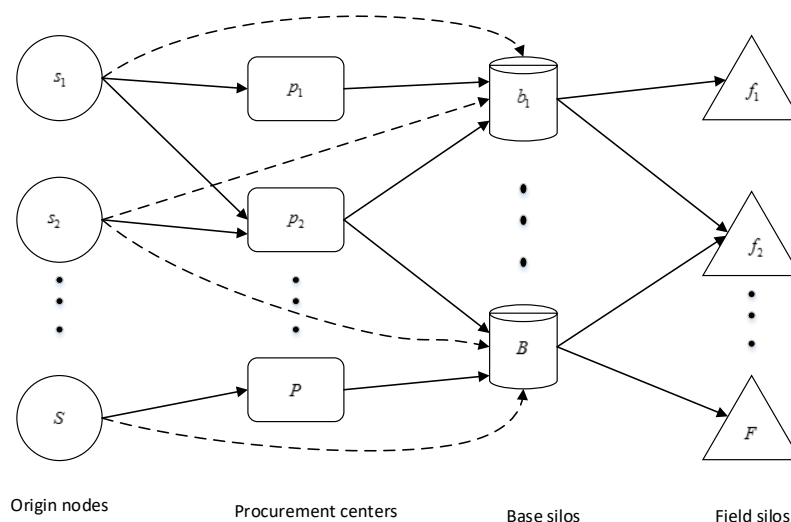 s₁
p₁
b₁
f₁
s₂
p₂
f₂
S
P
B
F
Origin nodes
Procurement centers
Base silos
Field silos